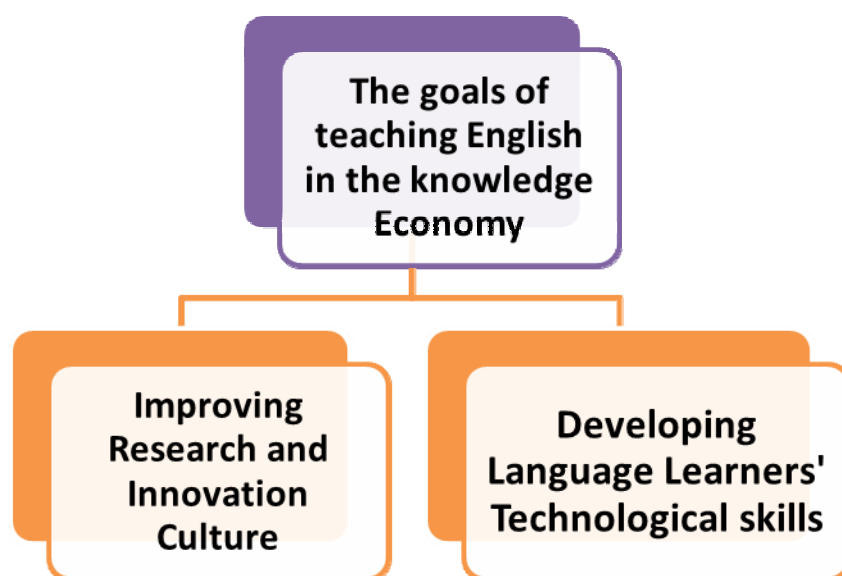 The goals of
teaching English
in the knowledge
Economy
Improving
Research and
Innovation
Culture
Developing
Language Learners'
Technological skills